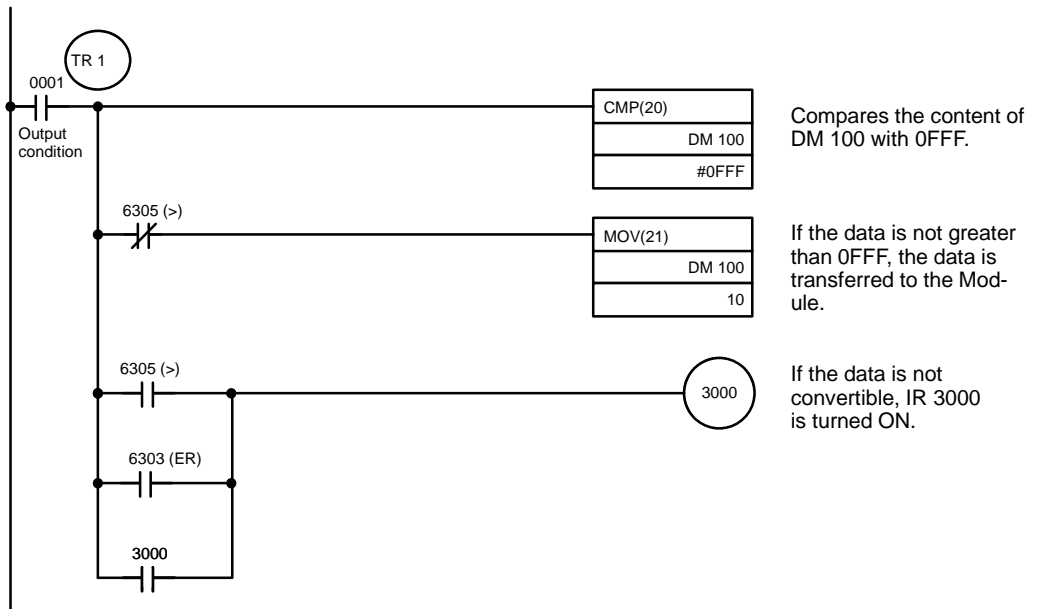 TR 1
0001
Output
condition
CMP(20)
DM 100
#0FFF
Compares the content of
DM 100 with 0FFF.
6305 (>)
MOV(21)
DM 100
10
If the data is not greater
than 0FFF, the data is
transferred to the Mod-
ule.
6305 (>)
3000
If the data is not
convertible, IR 3000
is turned ON.
6303 (ER)
3000